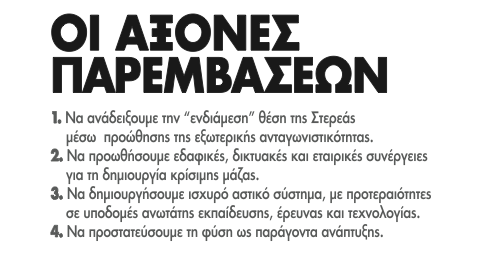 ΟΙ ΑΞΟΝΕΣ
ΠΑΡΕΜΒΑΣΕΩΝ
1. Να ανάδειξουμε την “ενδιάμεση” θέση της Στερεάς
μέσω προώθησης της εξωτερικής ανταγωνιστικότητας.
2. Να προωθήσουμε εδαφικές, δικτυακές και εταιρικές συνέργειες
για τη δημιουργία κρίσιμης μάζας.
3. Να δημιουργήσουμε ισχυρό αστικό σύστημα, με προτεραιότητες
σε υποδομές ανωτάτης εκπαίδευσης, έρευνας και τεχνολογίας.
4. Να προστατεύσουμε τη φύση ως παράγοντα ανάπτυξης.